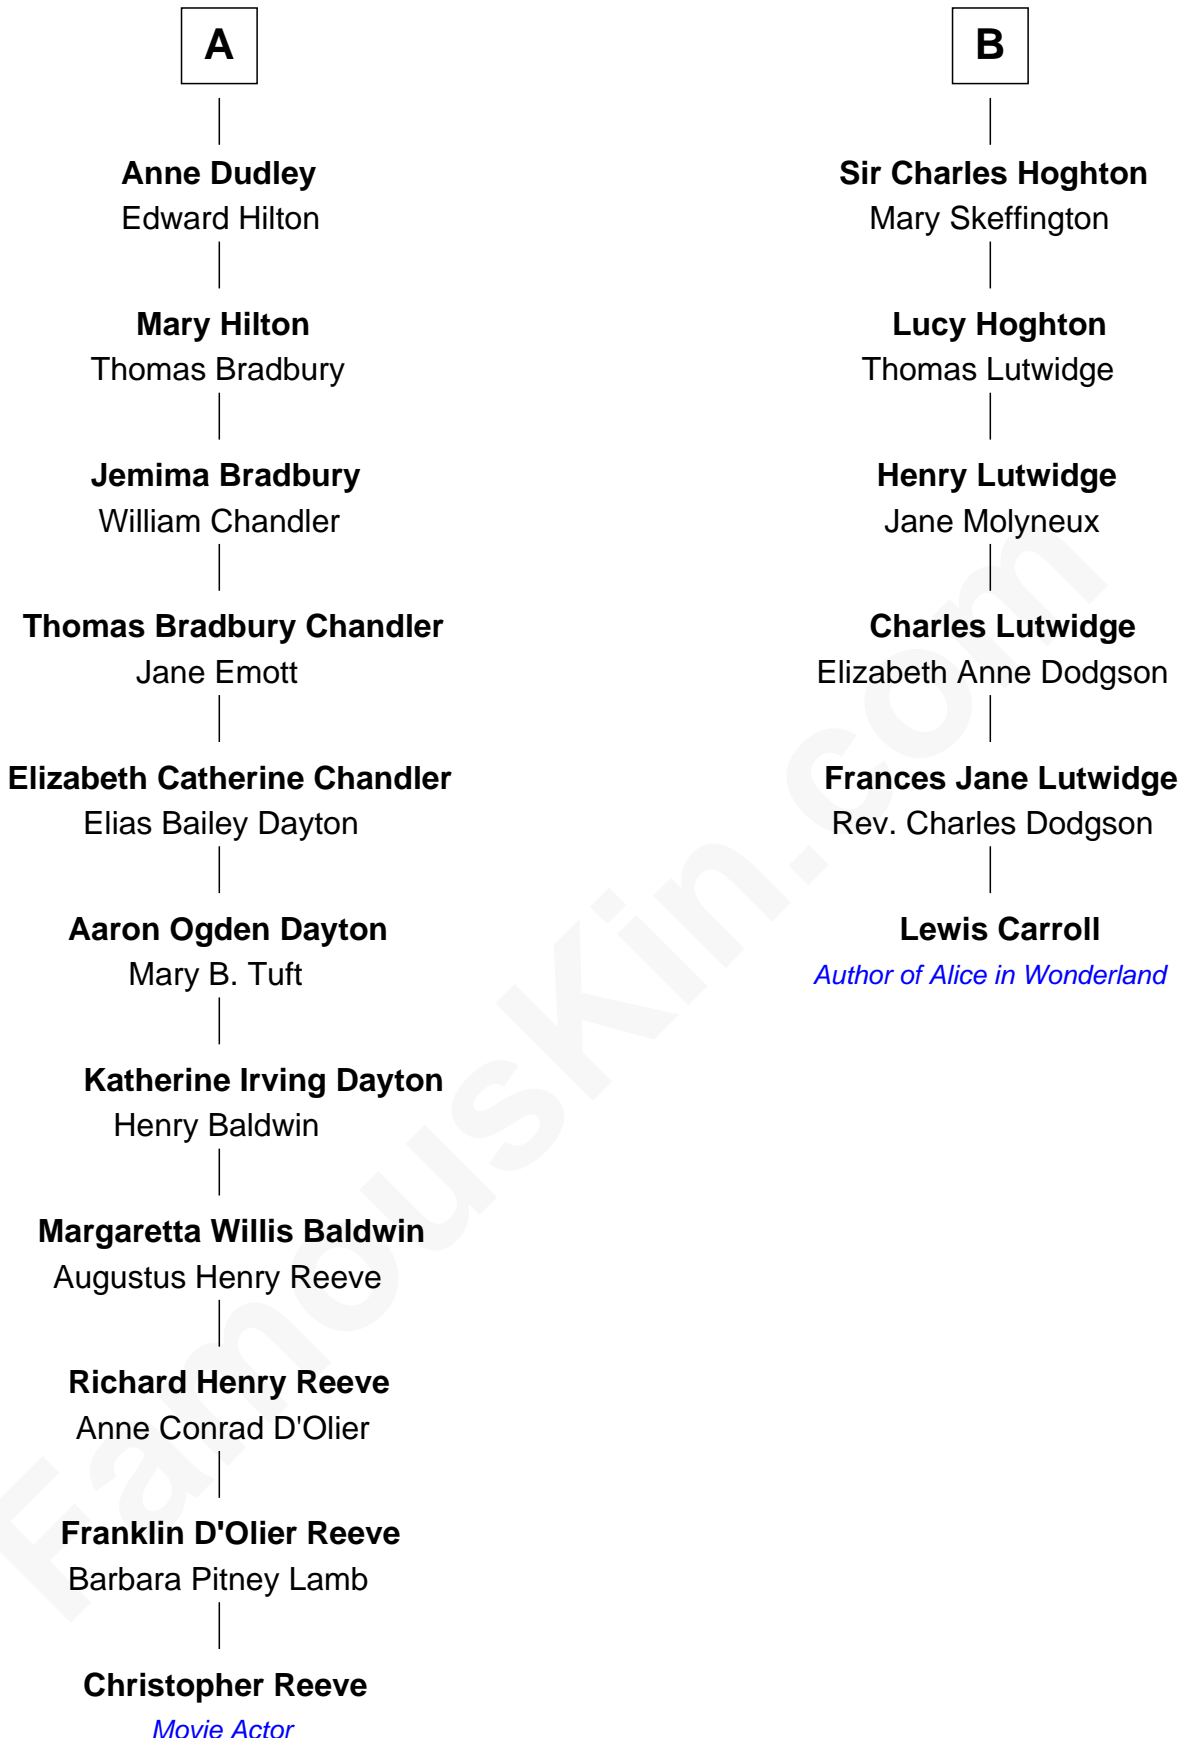 A
Anne Dudley
Edward Hilton
Mary Hilton
Thomas Bradbury
Jemima Bradbury
William Chandler
Thomas Bradbury Chandler
Jane Emott
Elizabeth Catherine Chandler
Elias Bailey Dayton
Aaron Ogden Dayton
Mary B. Tuft
Katherine Irving Dayton
Henry Baldwin
Margaretta Willis Baldwin
Augustus Henry Reeve
Richard Henry Reeve
Anne Conrad D'Olier
Franklin D'Olier Reeve
Barbara Pitney Lamb
Christopher Reeve
Movie Actor
B
Sir Charles Hoghton
Mary Skeffington
Lucy Hoghton
Thomas Lutwidge
Henry Lutwidge
Jane Molyneux
Charles Lutwidge
Elizabeth Anne Dodgson
Frances Jane Lutwidge
Rev. Charles Dodgson
Lewis Carroll
Author of Alice in Wonderland
FamousKin.com